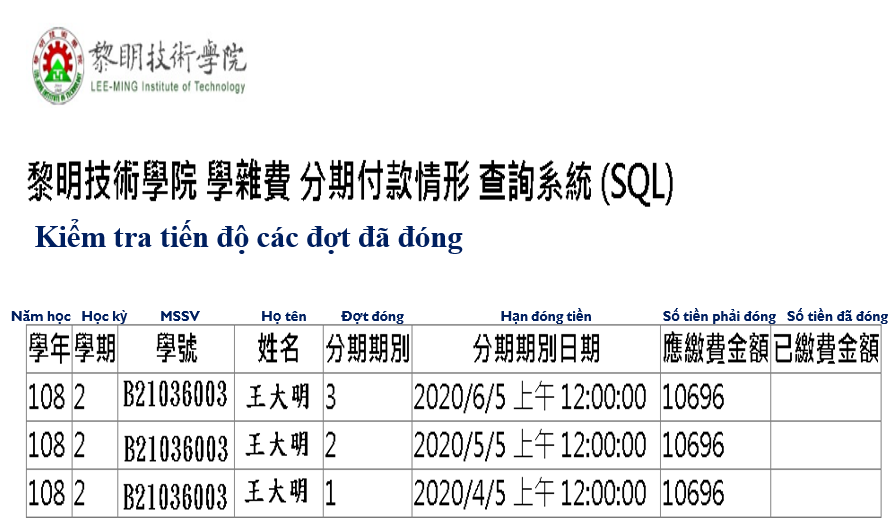 黎明技術學院
LEE-MING Institute of Technology
黎明技術學院 學雜費 分期付款情形 查詢系統 (SQL)
Kiểm tra tiến độ các đợt đã đóng
Năm học Học kỳ MSSV Họ tên Đợt đóng Hạn đóng tiền Số tiền phải đóng Số tiền đã đóng
學年 學期 學號 姓名 分期期別 分期期別日期 應繳費金額 已繳費金額
108 2 B21036003 王大明 3 2020/6/5 上午 12:00:00 10696
108 2 B21036003 王大明 2 2020/5/5 上午 12:00:00 10696
108 2 B21036003 王大明 1 2020/4/5 上午 12:00:00 10696